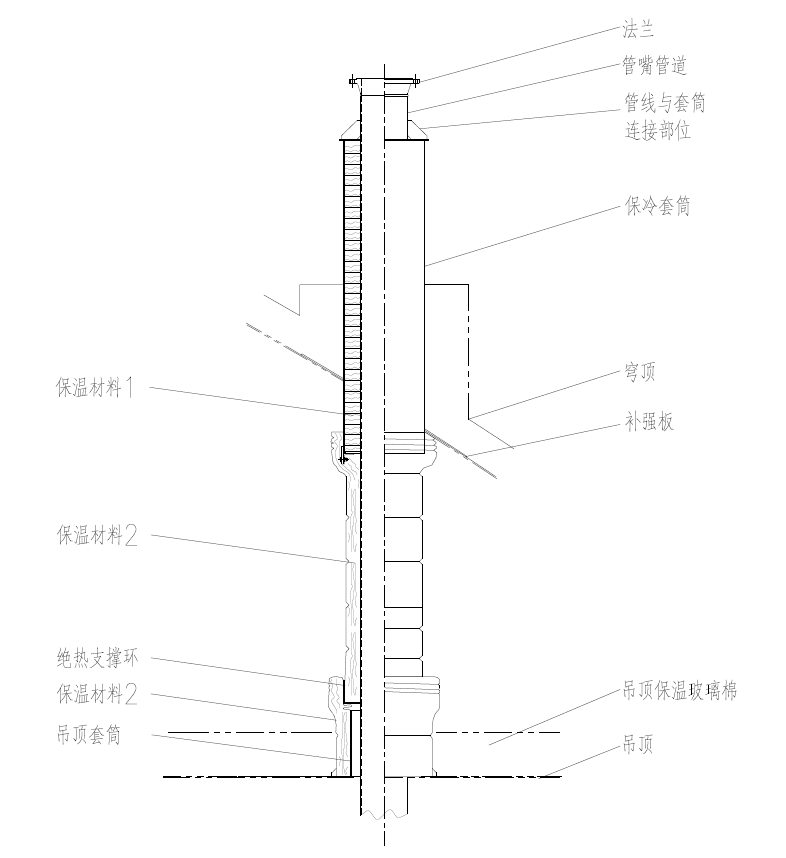 法兰
管嘴管道
管线与套筒
连接部位
保冷套筒
穹顶
保温材料1
补强板
保温材料2
绝热支撑环
保温材料2
吊顶保温玻璃棉
吊顶套筒
吊顶